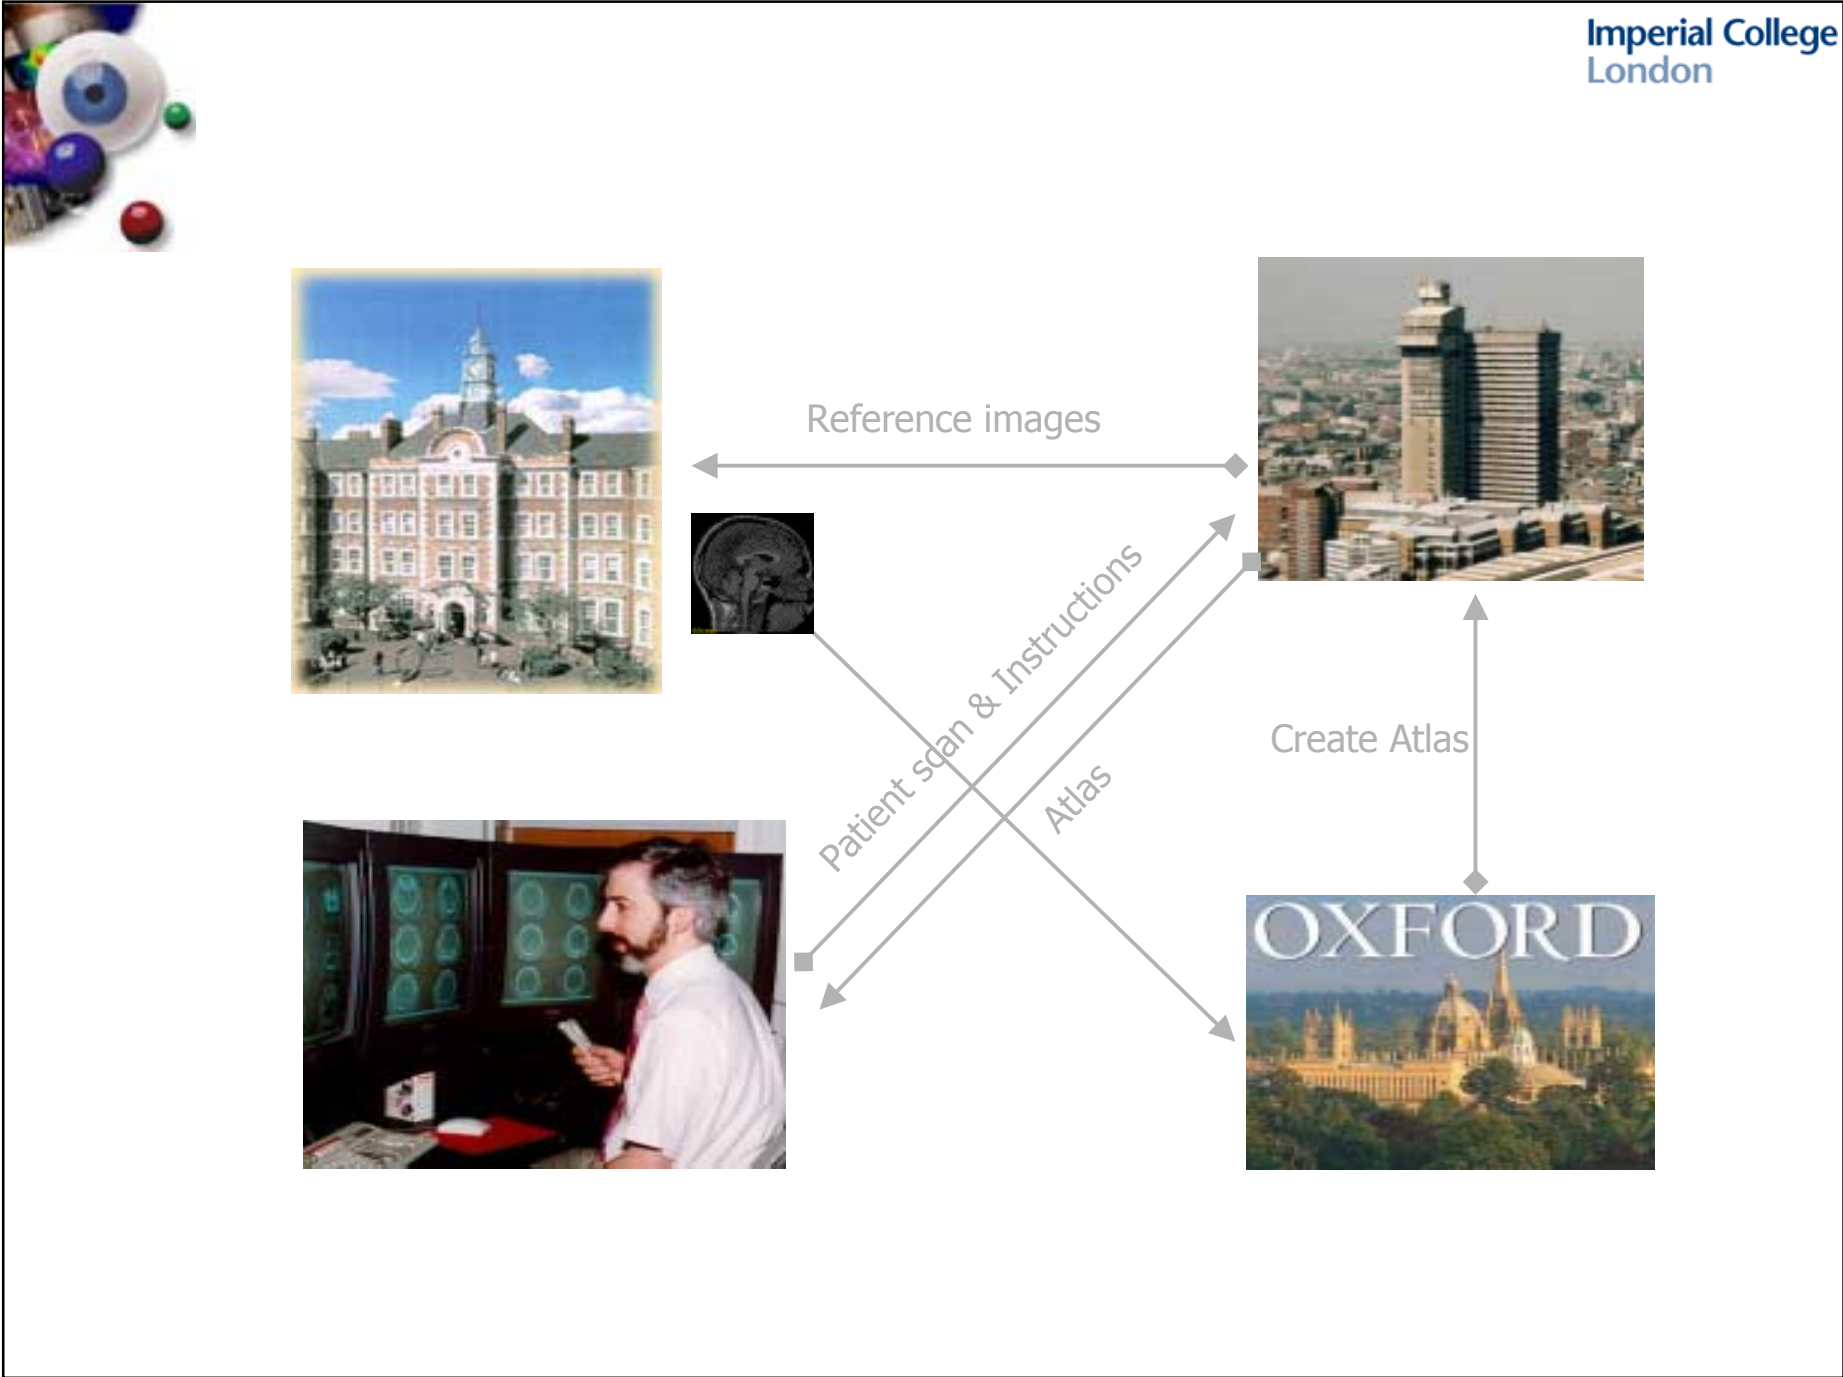 Imperial College
London
Reference images
Patient scan & Instructions
Atlas
Create Atlas
OXFORD